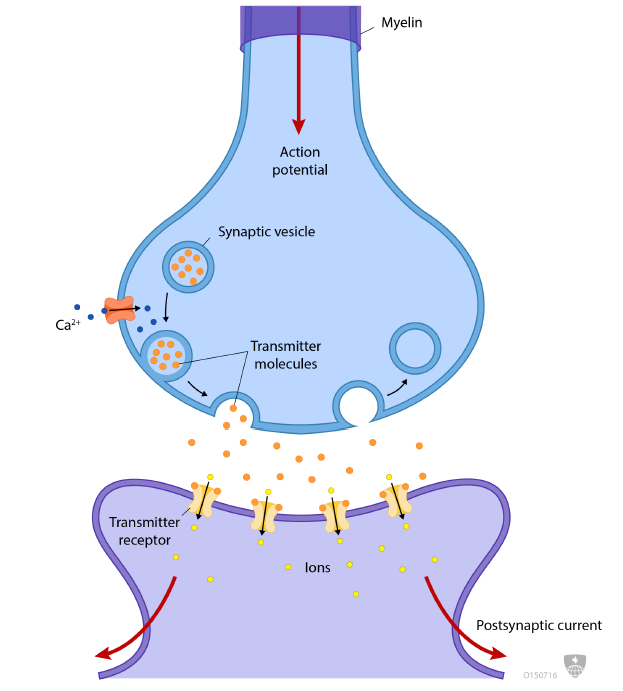 Myelin
Action
potential
Synaptic vesicle
Ca²⁺
Transmitter
molecules
Transmitter
receptor
Ions
Postsynaptic current
O150716